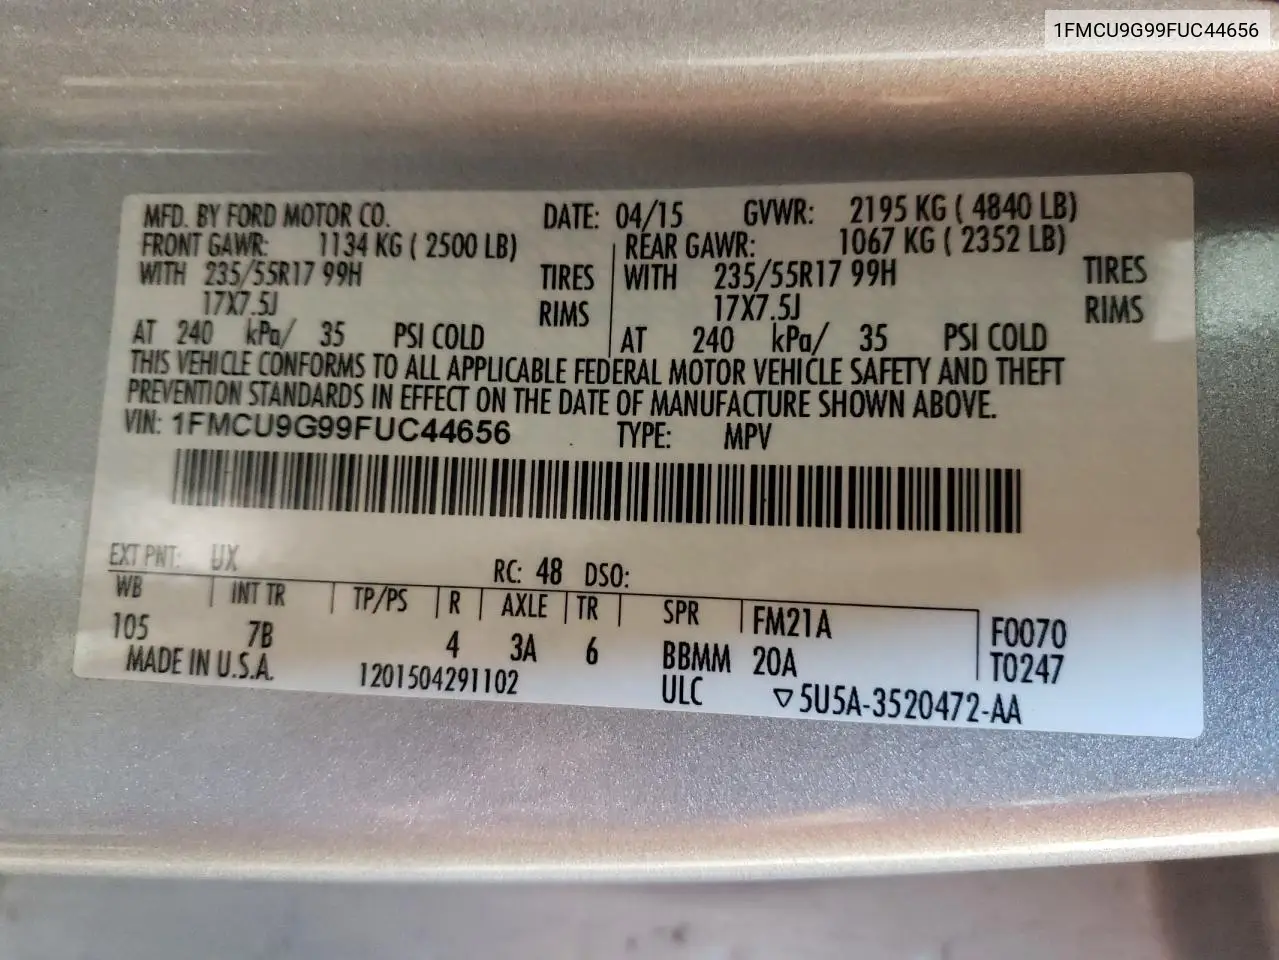 1FMCU9G99FUC44656
MFD. BY FORD MOTOR CO. DATE: 04/15 GVWR: 2195 KG ( 4840 LB)
FRONT GAWR: 1134 KG ( 2500 LB) REAR GAWR: 1067 KG ( 2352 LB)
WITH 235/55R17 99H TIRES WITH 235/55R17 99H TIRES
17X7.5J RIMS 17X7.5J RIMS
AT 240 kPa/ 35 PSI COLD AT 240 kPa/ 35 PSI COLD
THIS VEHICLE CONFORMS TO ALL APPLICABLE FEDERAL MOTOR VEHICLE SAFETY AND THEFT
PREVENTION STANDARDS IN EFFECT ON THE DATE OF MANUFACTURE SHOWN ABOVE.
VIN: 1FMCU9G99FUC44656 TYPE: MPV
EXT PNT: UX RC: 48 DSO:
WB INT TR TP/PS R AXLE TR SPR FM21A F0070
105 7B 4 3A 6 BBMM 20A T0247
MADE IN U.S.A. 1201504291102 ULC ▽5U5A-3520472-AA